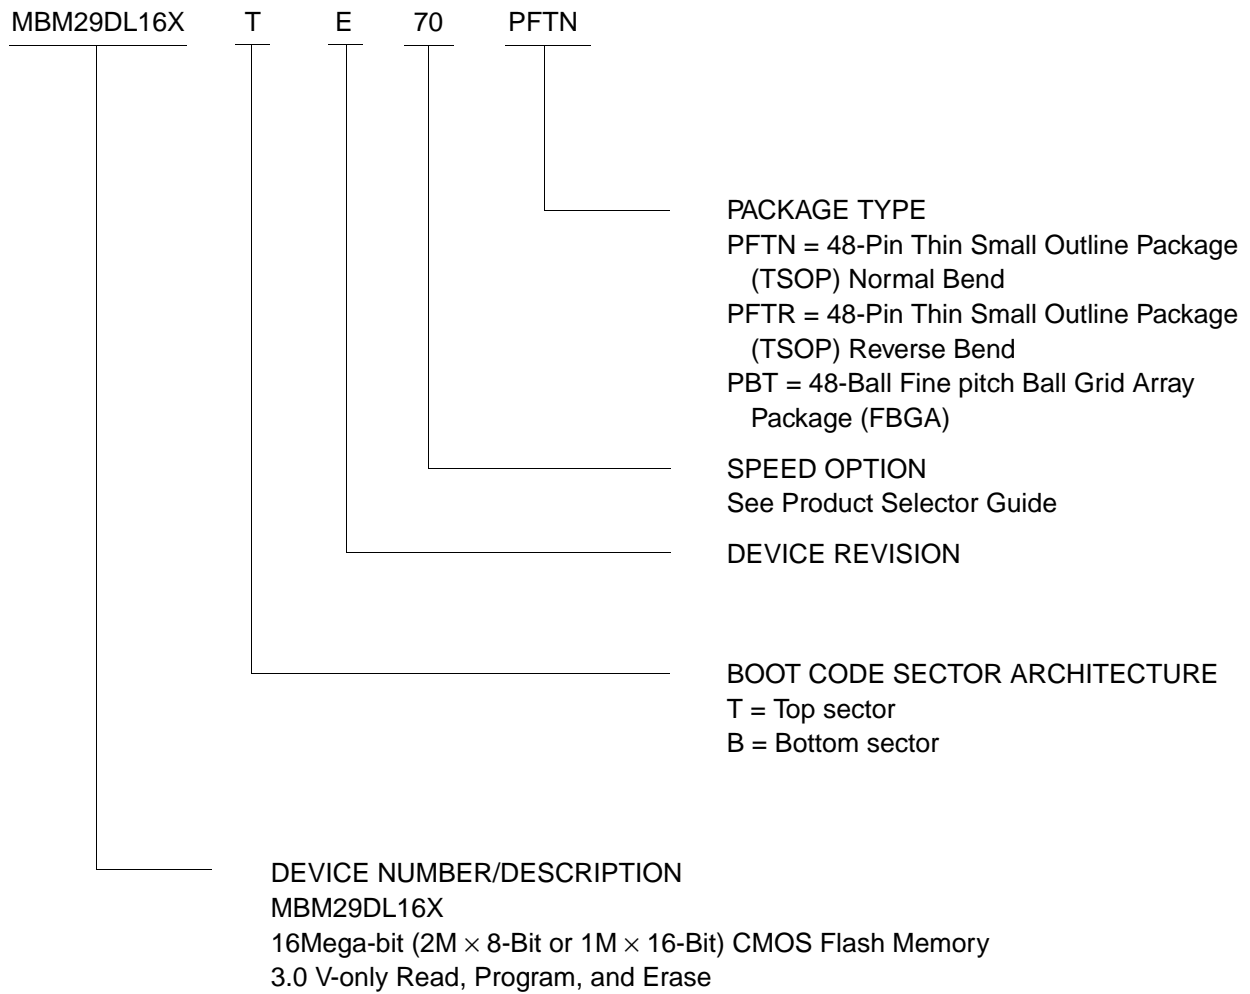 MBM29DL16X T E 70 PFTN
PACKAGE TYPE
PFTN = 48-Pin Thin Small Outline Package
(TSOP) Normal Bend
PFTR = 48-Pin Thin Small Outline Package
(TSOP) Reverse Bend
PBT = 48-Ball Fine pitch Ball Grid Array
Package (FBGA)
SPEED OPTION
See Product Selector Guide
DEVICE REVISION
BOOT CODE SECTOR ARCHITECTURE
T = Top sector
B = Bottom sector
DEVICE NUMBER/DESCRIPTION
MBM29DL16X
16Mega-bit (2M × 8-Bit or 1M × 16-Bit) CMOS Flash Memory
3.0 V-only Read, Program, and Erase